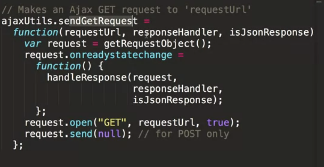 // Makes an Ajax GET request to 'requestUrl'
ajaxUtils.sendGetRequest =
  function(requestUrl, responseHandler, isJsonResponse)
    var request = getRequestObject();
    request.onreadystatechange =
      function() {
        handleResponse(request,
                       responseHandler,
                       isJsonResponse);
      };
    request.open("GET", requestUrl, true);
    request.send(null); // for POST only
  };